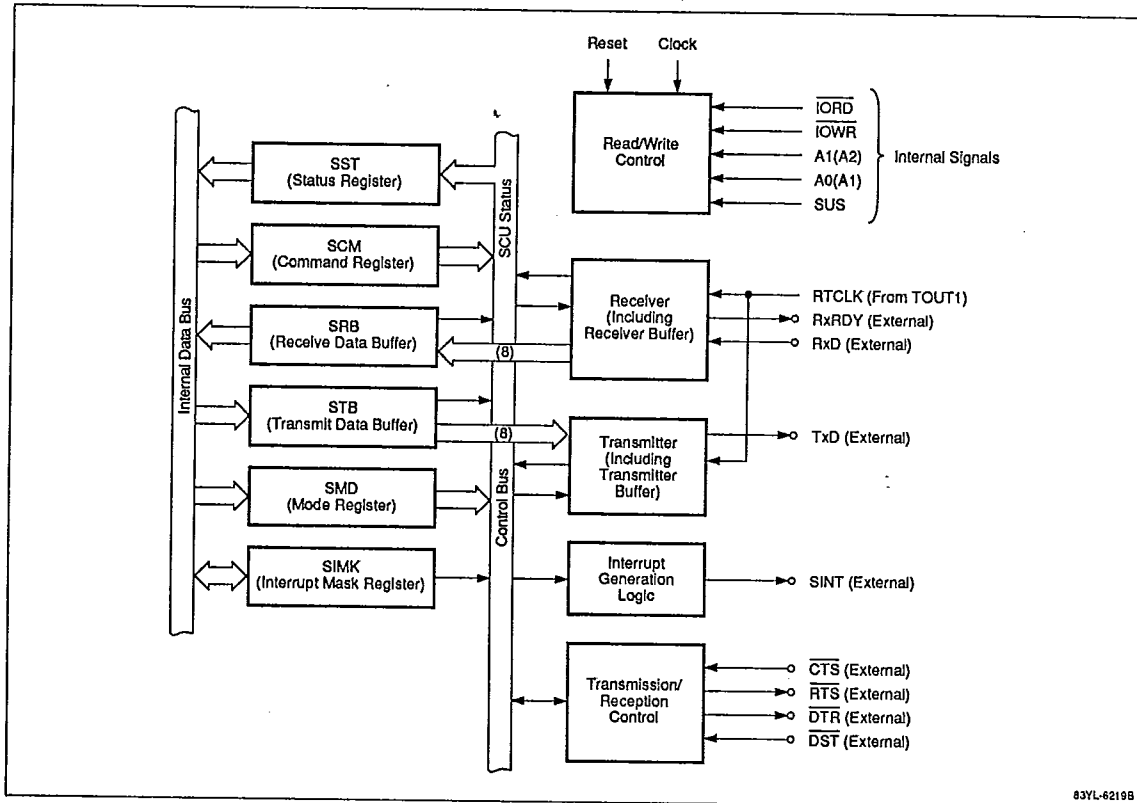 Reset Clock
IORD
IOWR
A1(A2)
A0(A1)
SUS
Internal Signals
Read/Write
Control
SST
(Status Register)
SCM
(Command Register)
SRB
(Receive Data Buffer)
STB
(Transmit Data Buffer)
SMD
(Mode Register)
SIMK
(Interrupt Mask Register)
Internal Data Bus
SCU Status
Control Bus
(8)
(8)
Receiver
(Including
Receiver Buffer)
RTCLK (From TOUT1)
RxRDY (External)
RxD (External)
Transmitter
(Including
Transmitter
Buffer)
TxD (External)
Interrupt
Generation
Logic
SINT (External)
Transmission/
Reception
Control
CTS (External)
RTS (External)
DTR (External)
DST (External)
83YL-6219B